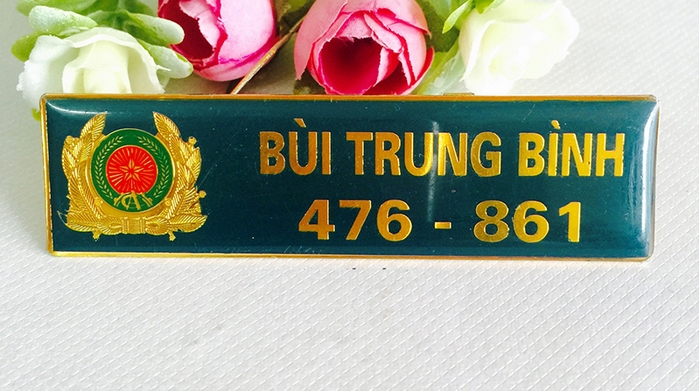 BÙI TRUNG BÌNH
476 - 861